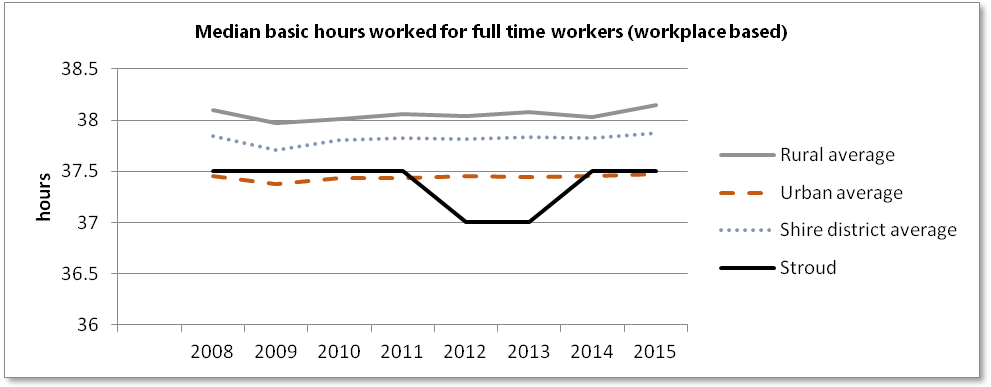 Median basic hours worked for full time workers (workplace based)
38.5
38
37.5
37
36.5
36
hours
2008 2009 2010 2011 2012 2013 2014 2015
Rural average
Urban average
Shire district average
Stroud